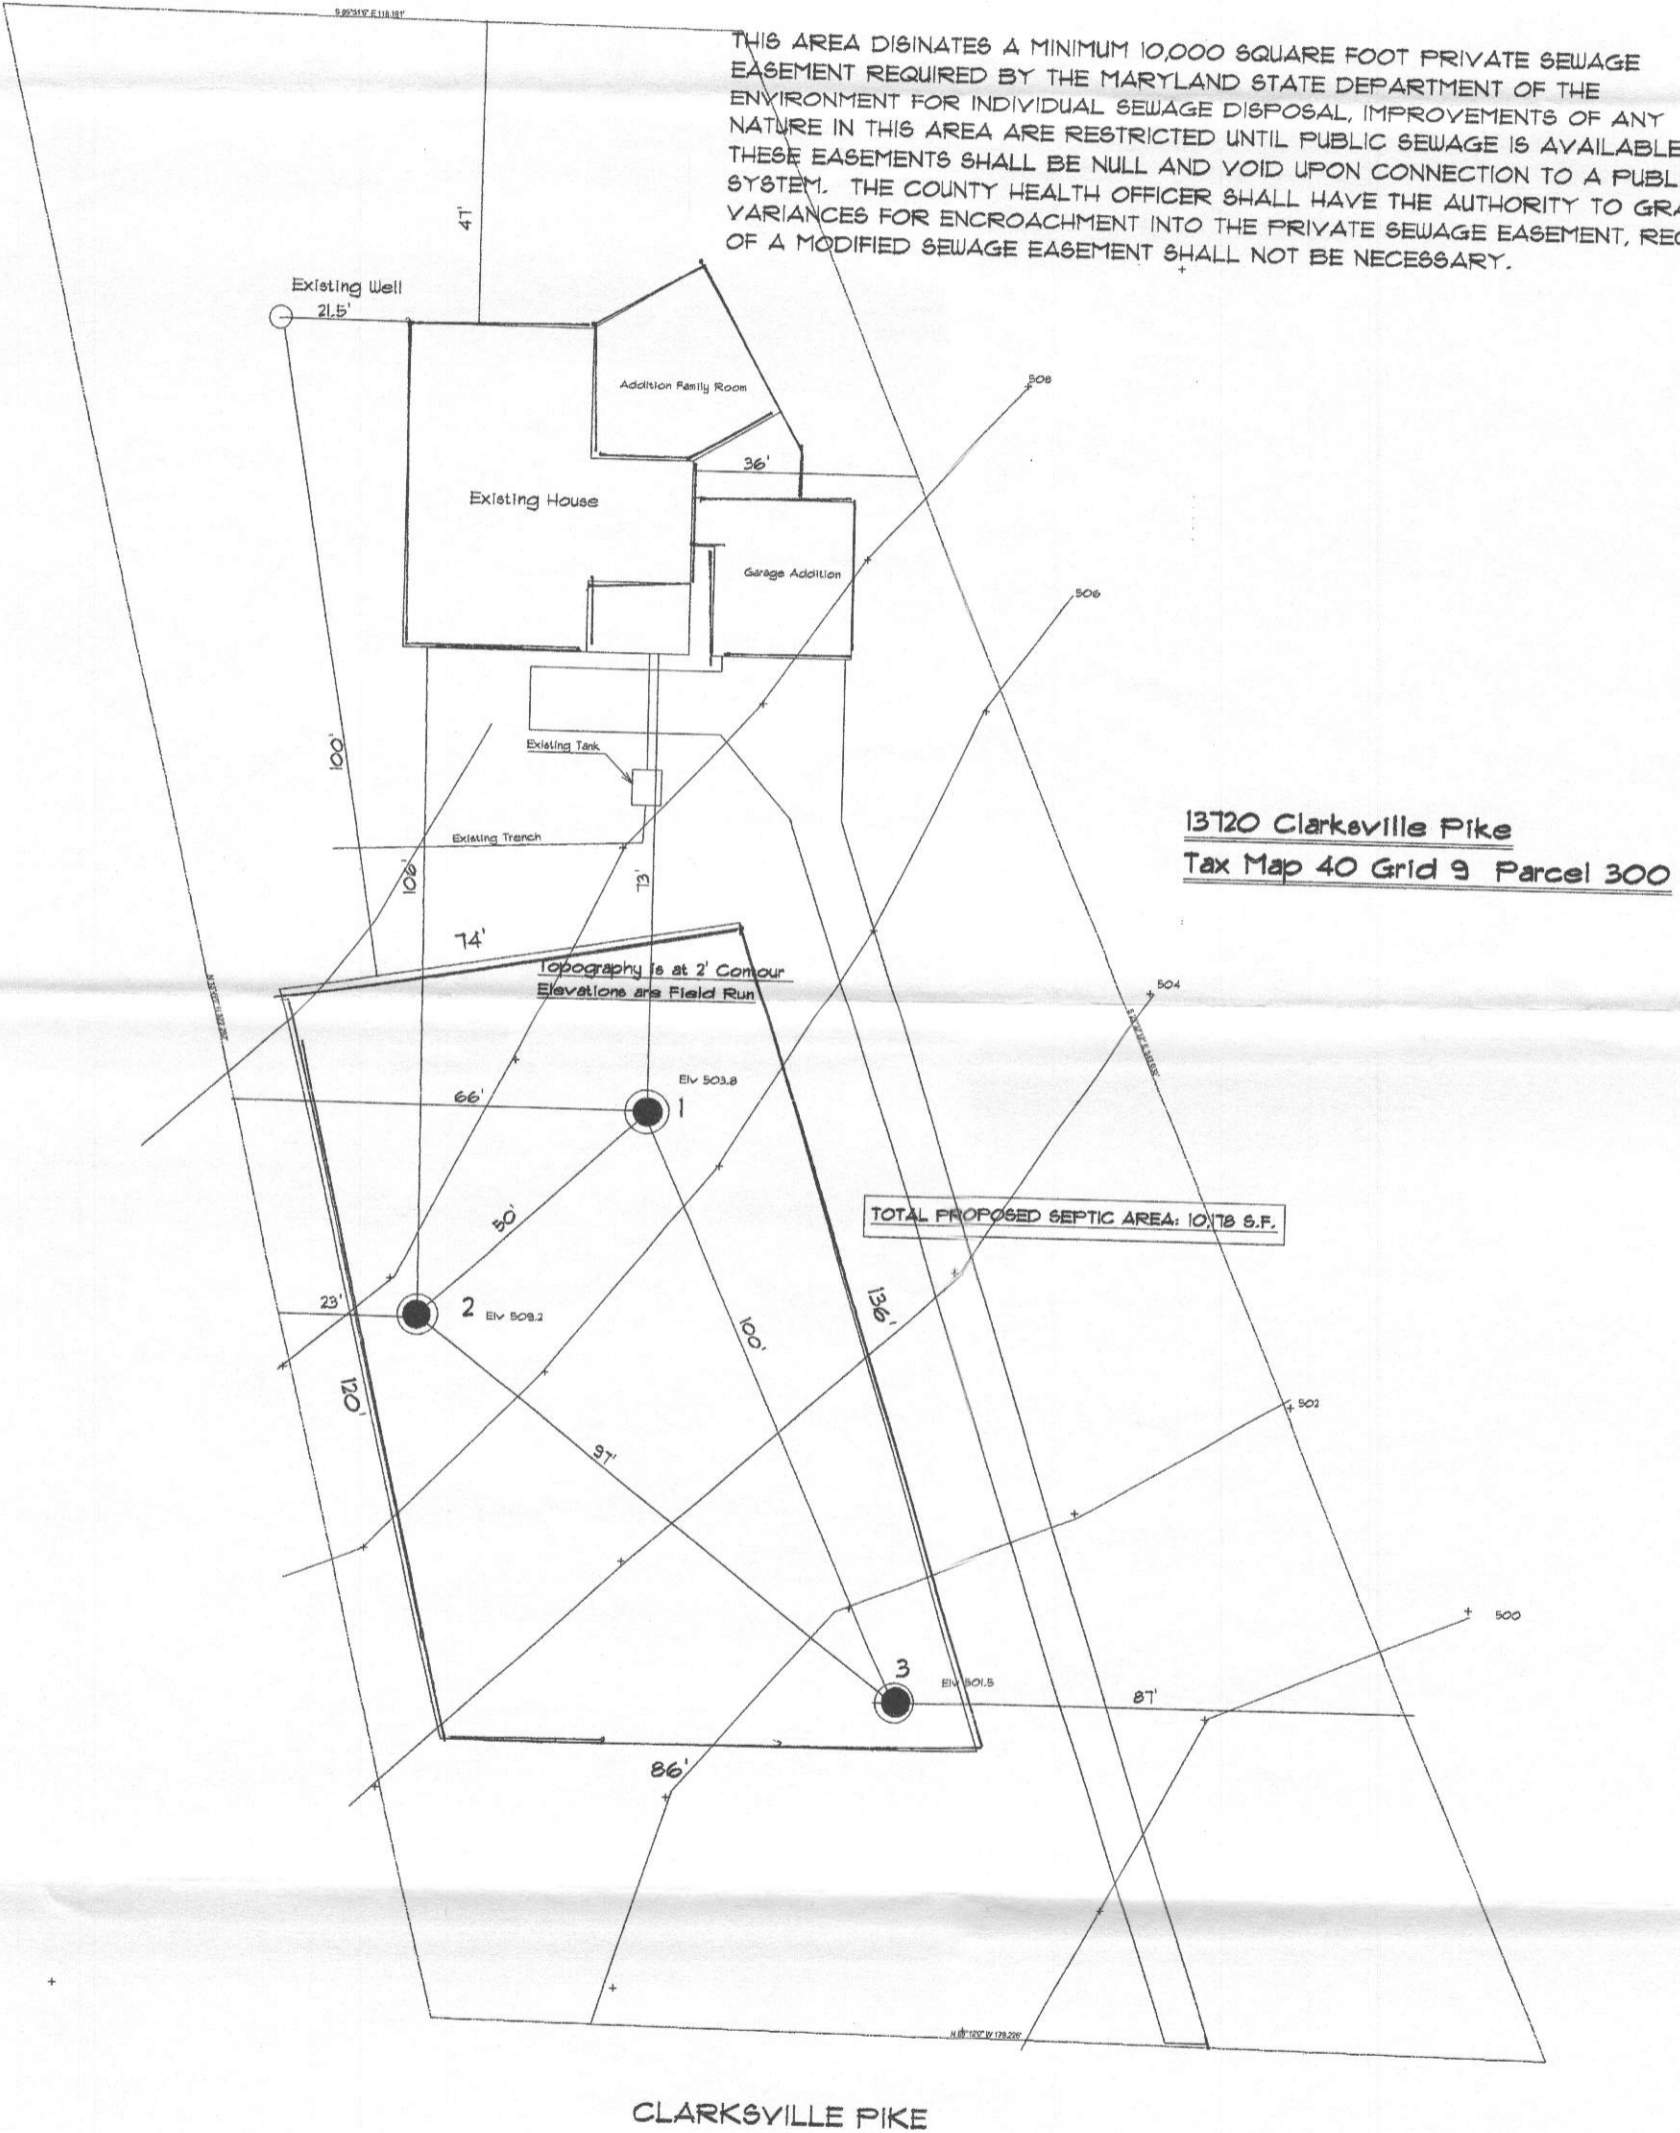 S 85°51'6" E 118.181'
THIS AREA DISINATES A MINIMUM 10,000 SQUARE FOOT PRIVATE SEWAGE
EASEMENT REQUIRED BY THE MARYLAND STATE DEPARTMENT OF THE
ENVIRONMENT FOR INDIVIDUAL SEWAGE DISPOSAL, IMPROVEMENTS OF ANY
NATURE IN THIS AREA ARE RESTRICTED UNTIL PUBLIC SEWAGE IS AVAILABLE
THESE EASEMENTS SHALL BE NULL AND VOID UPON CONNECTION TO A PUBL
SYSTEM. THE COUNTY HEALTH OFFICER SHALL HAVE THE AUTHORITY TO GRA
VARIANCES FOR ENCROACHMENT INTO THE PRIVATE SEWAGE EASEMENT, REC
OF A MODIFIED SEWAGE EASEMENT SHALL NOT BE NECESSARY.
47'
Existing Well
21.5'
Addition Family Room
508
36'
Existing House
Garage Addition
506
100'
Existing Tank
Existing Trench
106'
73'
13720 Clarksville Pike
Tax Map 40 Grid 9 Parcel 300
74'
Topography is at 2' Contour
Elevations are Field Run
504
Elv 503.8
66'
1
50'
TOTAL PROPOSED SEPTIC AREA: 10,178 S.F.
23'
2
Elv 509.2
136'
100'
120'
97'
502
500
3
Elv 501.5
87'
86'
CLARKSVILLE PIKE